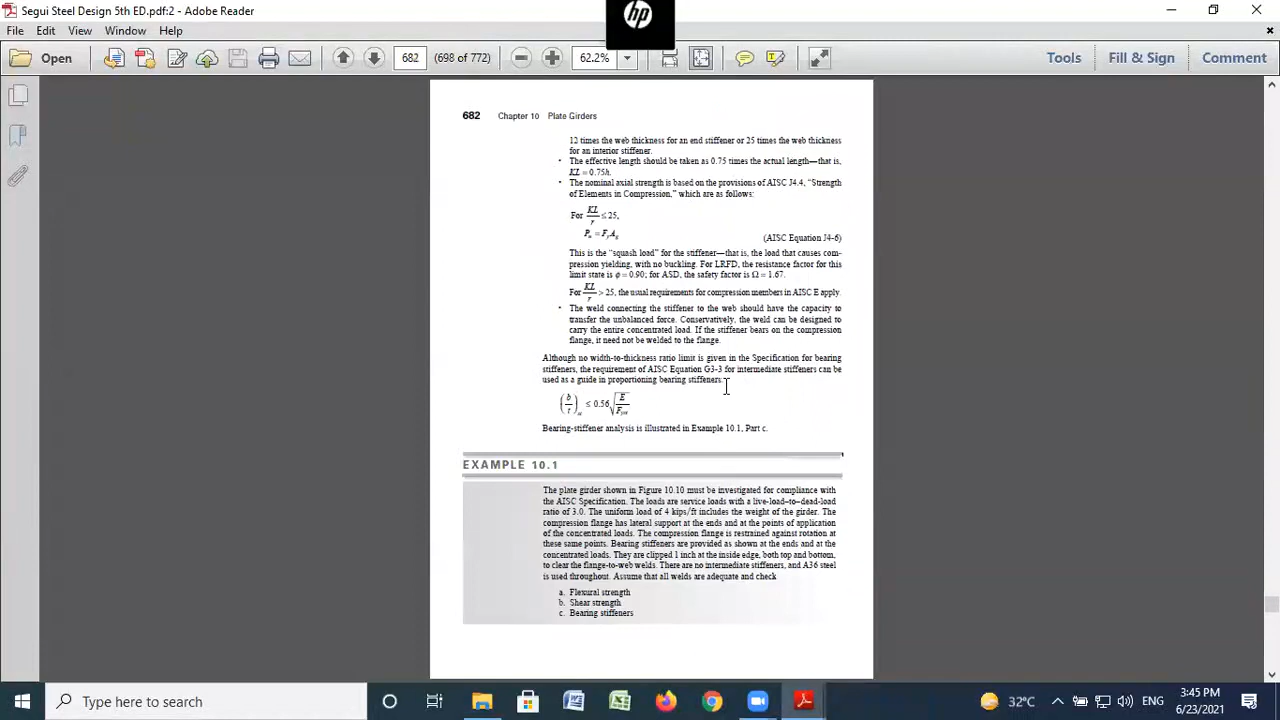 Segui Steel Design 5th ED.pdf:2 - Adobe Reader
hp
File Edit View Window Help
Open 682 (698 of 772) 62.2% Tools Fill & Sign Comment
682 Chapter 10 Plate Girders
12 times the web thickness for an end stiffener or 25 times the web thickness
for an interior stiffener.
• The effective length should be taken as 0.75 times the actual length—that is,
KL = 0.75h.
• The nominal axial strength is based on the provisions of AISC J4.4, “Strength
of Elements in Compression,” which are as follows:
For KL/r ≤ 25,
Pn = FyAg (AISC Equation J4-6)
This is the “squash load” for the stiffener—that is, the load that causes com-
pression yielding, with no buckling. For LRFD, the resistance factor for this
limit state is ϕ = 0.90; for ASD, the safety factor is Ω = 1.67.
For KL/r > 25, the usual requirements for compression members in AISC E apply.
• The weld connecting the stiffener to the web should have the capacity to
transfer the unbalanced force. Conservatively, the weld can be designed to
carry the entire concentrated load. If the stiffener bears on the compression
flange, it need not be welded to the flange.
Although no width-to-thickness ratio limit is given in the Specification for bearing
stiffeners, the requirement of AISC Equation G3-3 for intermediate stiffeners can be
used as a guide in proportioning bearing stiffeners:
(b/t)st ≤ 0.56√(E/Fyst)
Bearing-stiffener analysis is illustrated in Example 10.1, Part c.
EXAMPLE 10.1
The plate girder shown in Figure 10.10 must be investigated for compliance with
the AISC Specification. The loads are service loads with a live-load–to–dead-load
ratio of 3.0. The uniform load of 4 kips/ft includes the weight of the girder. The
compression flange has lateral support at the ends and at the points of application
of the concentrated loads. The compression flange is restrained against rotation at
these same points. Bearing stiffeners are provided as shown at the ends and at the
concentrated loads. They are clipped 1 inch at the inside edge, both top and bottom,
to clear the flange-to-web welds. There are no intermediate stiffeners, and A36 steel
is used throughout. Assume that all welds are adequate and check
a. Flexural strength
b. Shear strength
c. Bearing stiffeners
Type here to search 32°C ENG 3:45 PM
6/23/2021